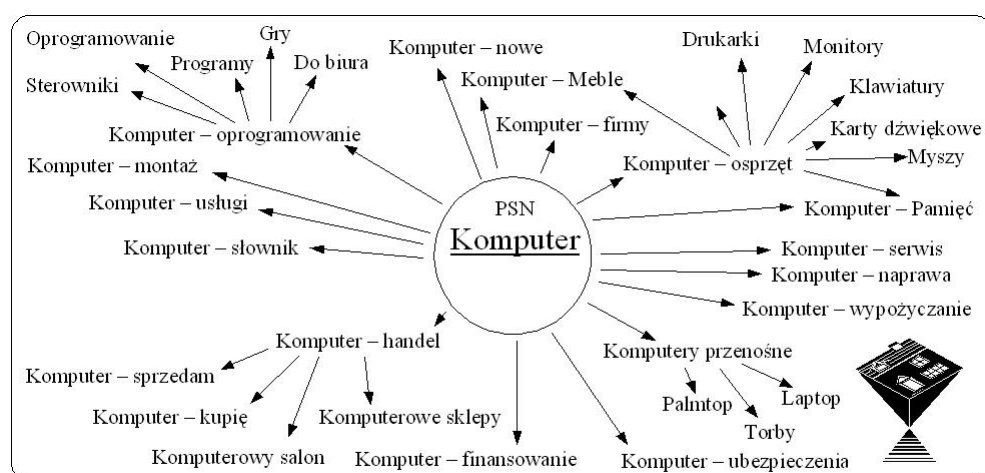 Oprogramowanie
Gry
Programy
Do biura
Sterowniki
Komputer – oprogramowanie
Komputer – montaż
Komputer – usługi
Komputer – słownik
Komputer – nowe
Komputer – Meble
Komputer – firmy
Drukarki
Monitory
Klawiatury
Karty dźwiękowe
Komputer – osprzęt
Myszy
Komputer – Pamięć
PSN
Komputer
Komputer – serwis
Komputer – naprawa
Komputer – wypożyczanie
Komputer – handel
Komputer – sprzedam
Komputer – kupię
Komputerowe sklepy
Komputerowy salon
Komputer – finansowanie
Komputery przenośne
Palmtop
Laptop
Torby
Komputer – ubezpieczenia